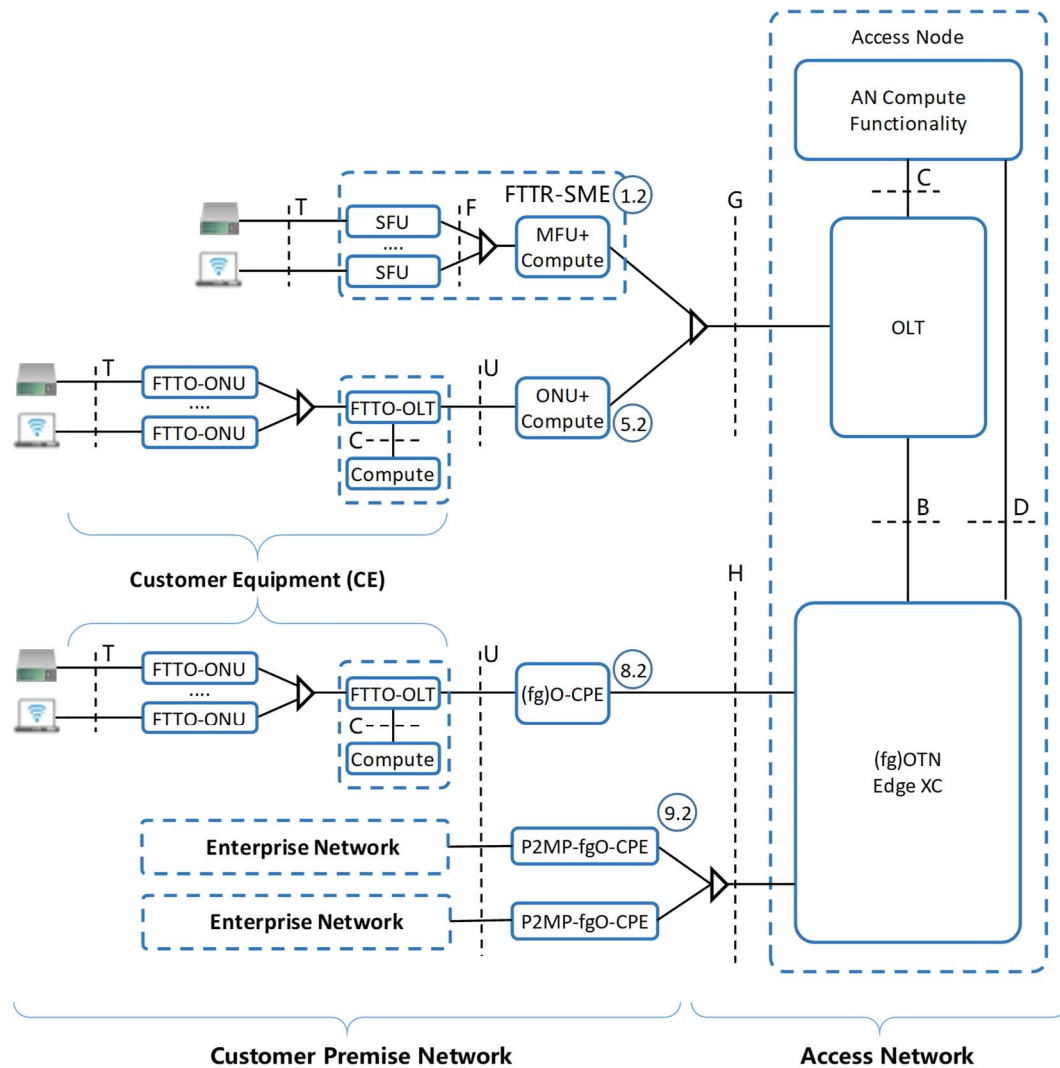 Access Node
AN Compute
Functionality
C
T
F
FTTR-SME
1.2
G
SFU
....
SFU
MFU+
Compute
OLT
T
U
FTTO-ONU
....
FTTO-ONU
FTTO-OLT
C
Compute
ONU+
Compute
5.2
B
D
Customer Equipment (CE)
H
T
U
FTTO-ONU
....
FTTO-ONU
FTTO-OLT
C
Compute
(fg)O-CPE
8.2
(fg)OTN
Edge XC
9.2
Enterprise Network
P2MP-fgO-CPE
Enterprise Network
P2MP-fgO-CPE
Customer Premise Network
Access Network